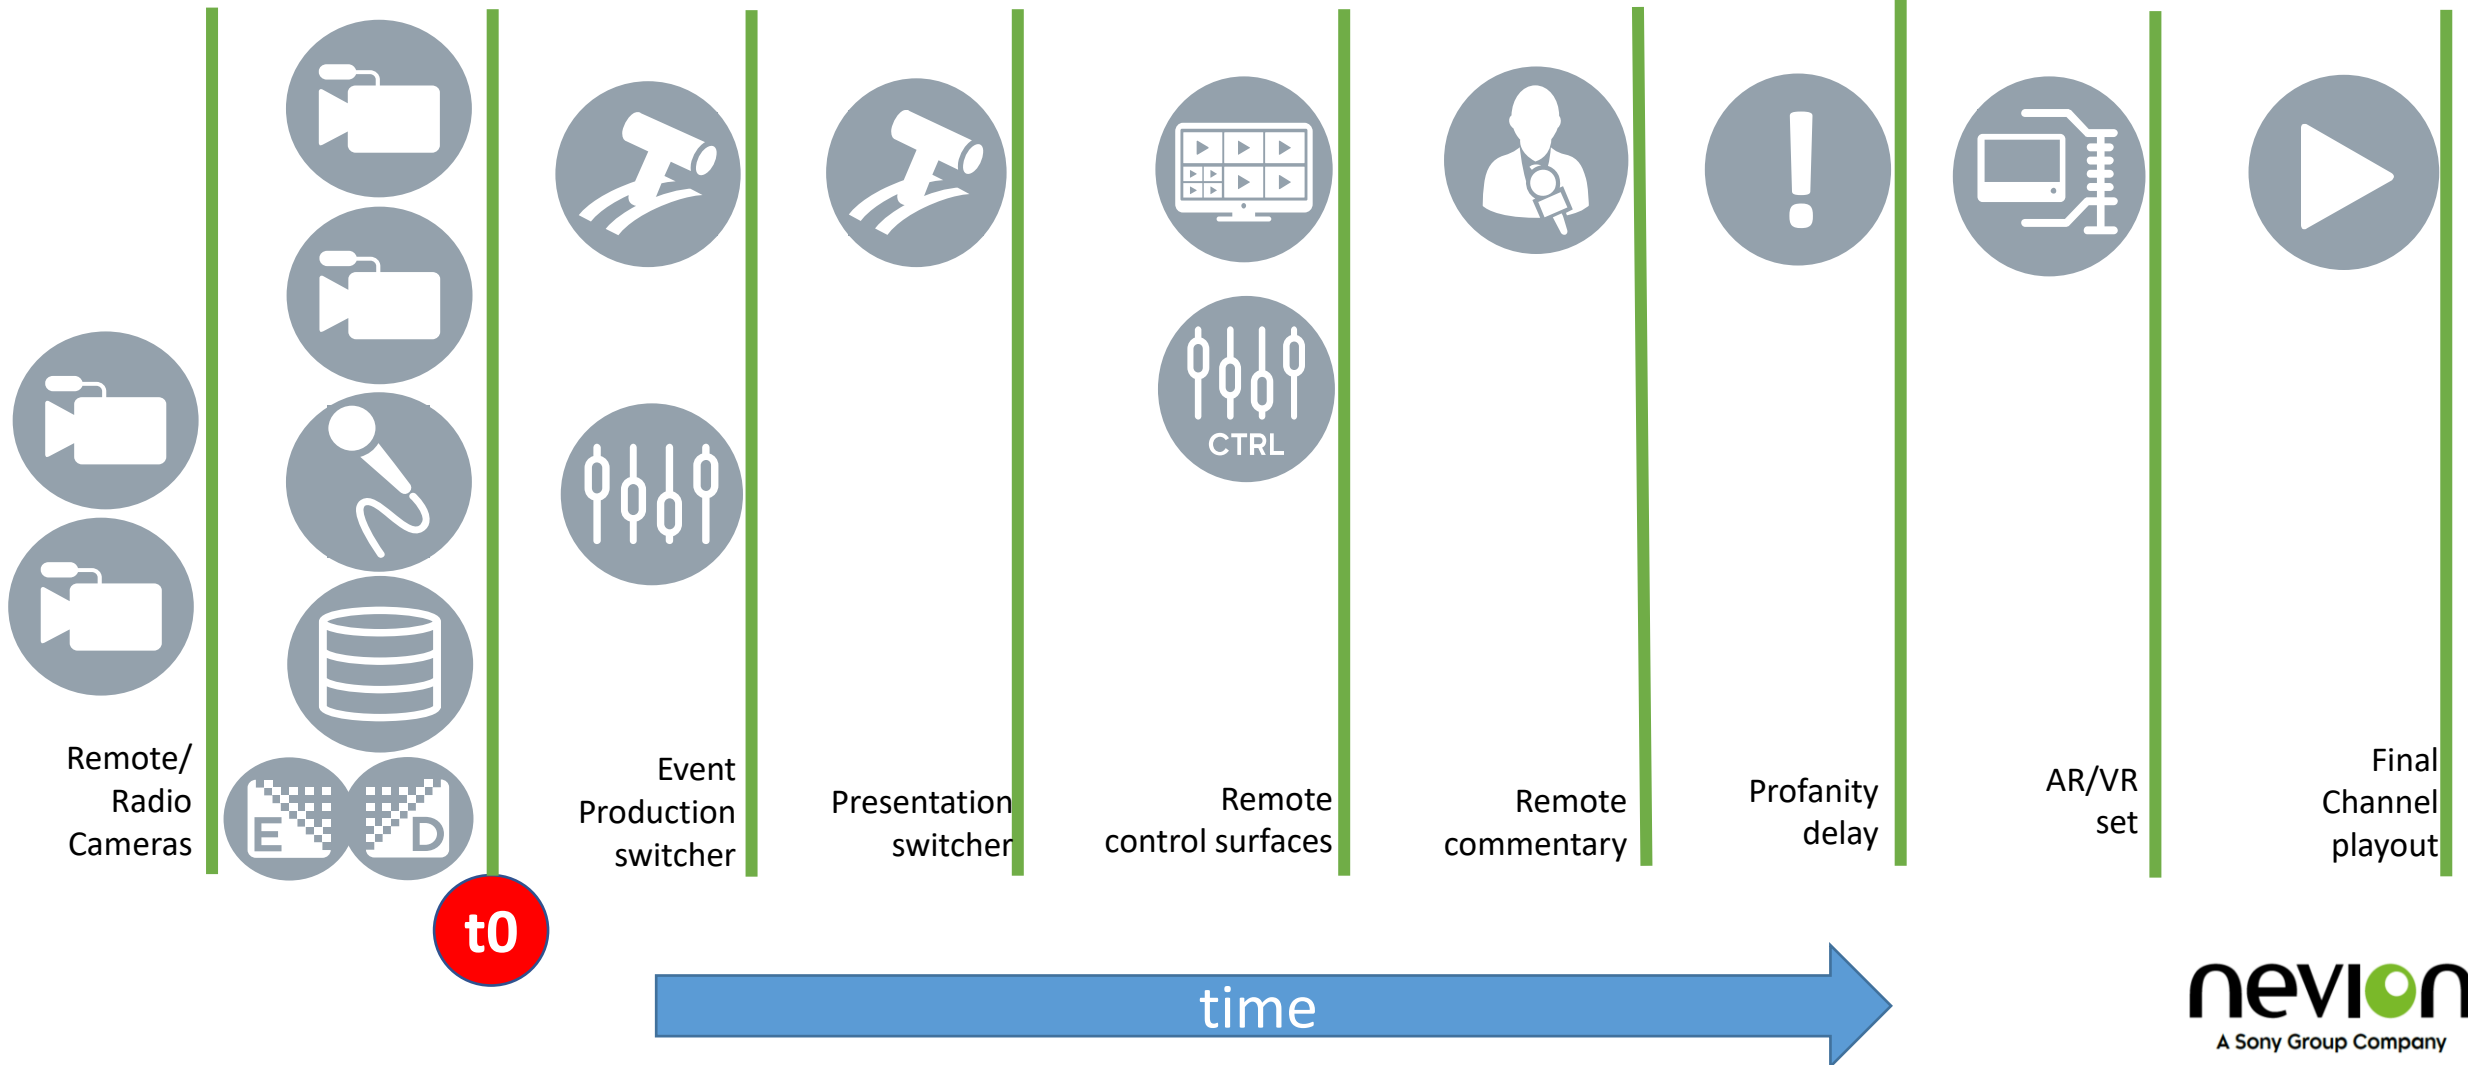 Remote/
Radio
Cameras
E
D
t0
Event
Production
switcher
Presentation
switcher
CTRL
Remote
control surfaces
Remote
commentary
Profanity
delay
AR/VR
set
Final
Channel
playout
time
nevion
A Sony Group Company